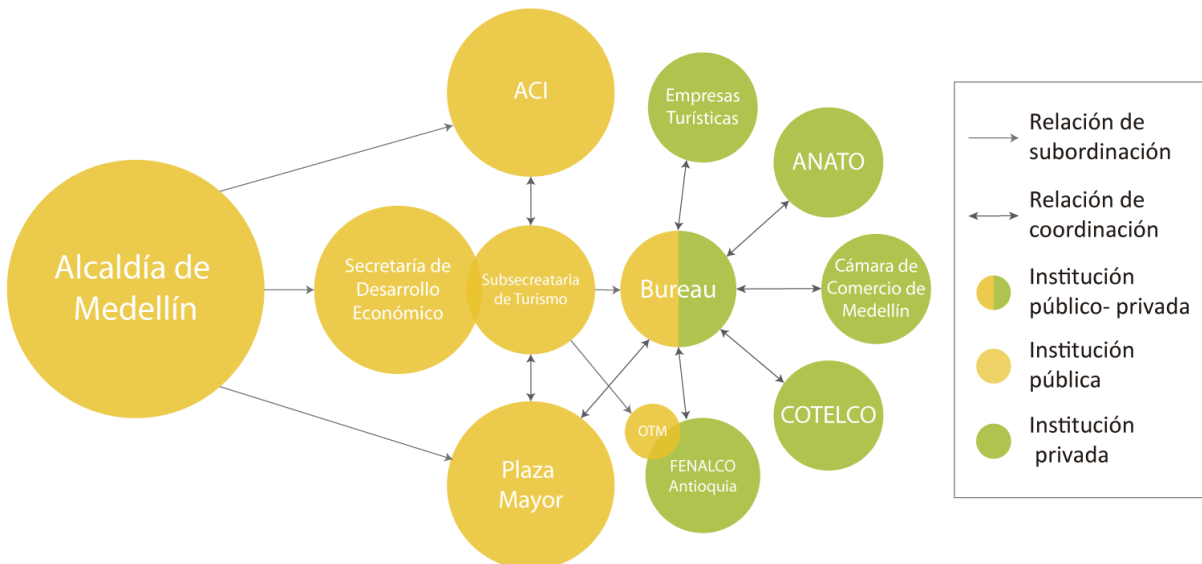 ACI
Empresas
Turísticas
ANATO
Alcaldía de
Medellín
Secretaría de
Desarrollo
Económico
Subsecreataria
de Turismo
Bureau
Cámara de
Comercio de
Medellín
COTELCO
OTM
FENALCO
Antioquia
Plaza
Mayor
Relación de
subordinación
Relación de
coordinación
Institución
público- privada
Institución
pública
Institución
privada